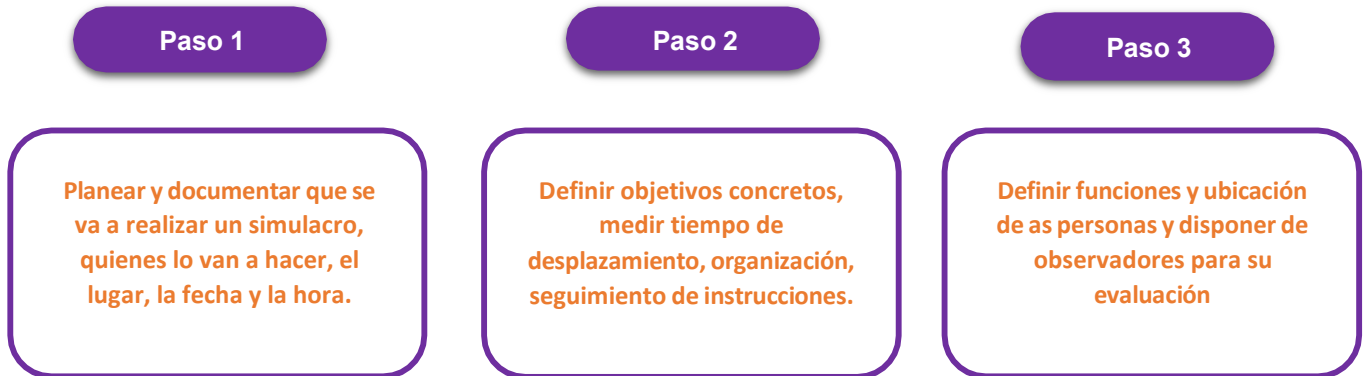 Paso 1
Planear y documentar que se
va a realizar un simulacro,
quienes lo van a hacer, el
lugar, la fecha y la hora.
Paso 2
Definir objetivos concretos,
medir tiempo de
desplazamiento, organización,
seguimiento de instrucciones.
Paso 3
Definir funciones y ubicación
de as personas y disponer de
observadores para su
evaluación